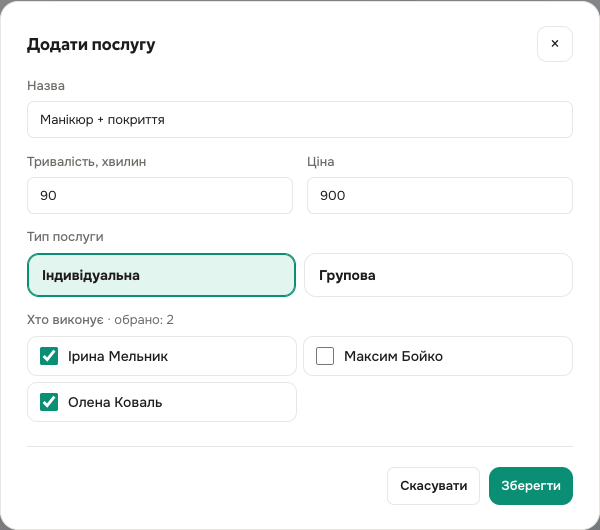 Додати послугу
×
Назва
Манікюр + покриття
Тривалість, хвилин
Ціна
90
900
Тип послуги
Індивідуальна
Групова
Хто виконує · обрано: 2
Ірина Мельник
Максим Бойко
Олена Коваль
Скасувати
Зберегти